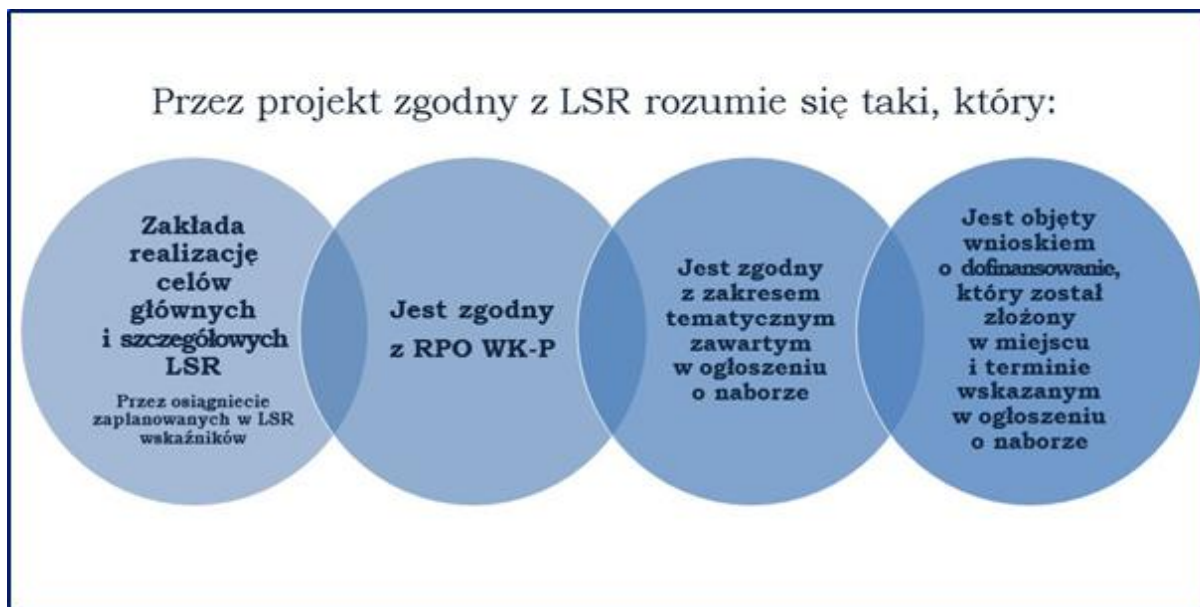 Przez projekt zgodny z LSR rozumie się taki, który:
Zakłada
realizację
celów
głównych
i szczegółowych
LSR
Przez osiągniecie
zaplanowanych w LSR
wskaźników
Jest zgodny
z RPO WK-P
Jest zgodny
z zakresem
tematycznym
zawartym
w ogłoszeniu
o naborze
Jest objęty
wnioskiem
o dofinansowanie,
który został
złożony
w miejscu
i terminie
wskazanym
w ogłoszeniu
o naborze